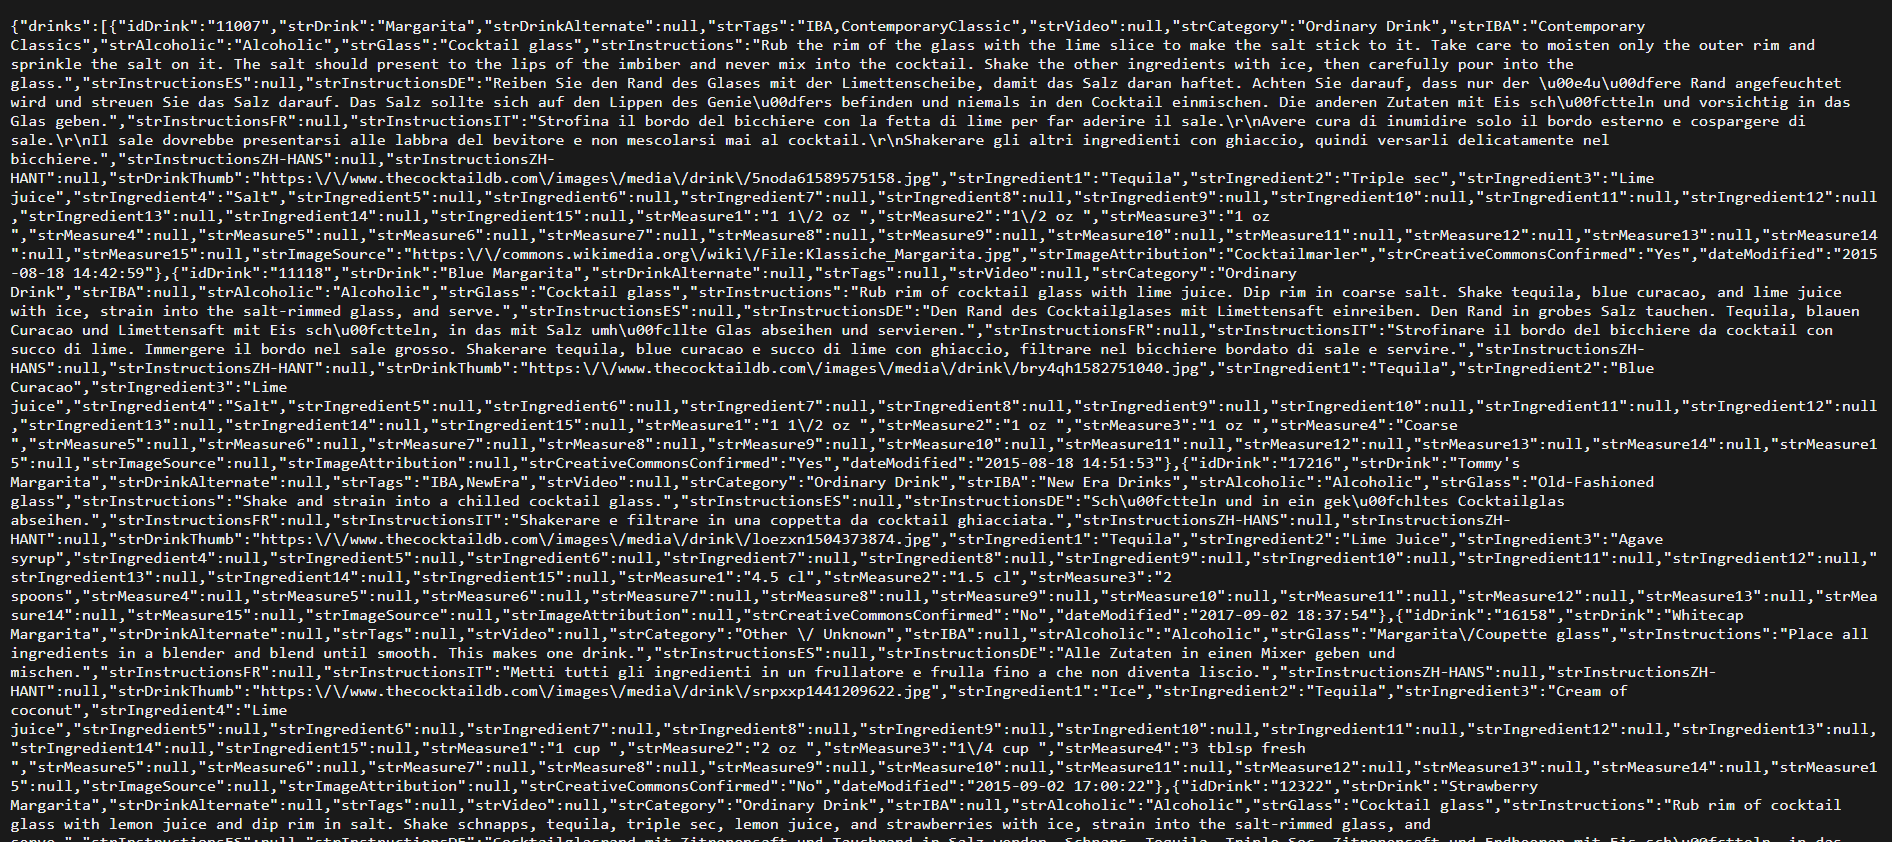 {"drinks":[{"idDrink":"11007","strDrink":"Margarita","strDrinkAlternate":null,"strTags":"IBA,ContemporaryClassic","strVideo":null,"strCategory":"Ordinary Drink","strIBA":"Contemporary
Classics","strAlcoholic":"Alcoholic","strGlass":"Cocktail glass","strInstructions":"Rub the rim of the glass with the lime slice to make the salt stick to it. Take care to moisten only the outer rim and
sprinkle the salt on it. The salt should present to the lips of the imbiber and never mix into the cocktail. Shake the other ingredients with ice, then carefully pour into the
glass.","strInstructionsES":null,"strInstructionsDE":"Reiben Sie den Rand des Glases mit der Limettenscheibe, damit das Salz daran haftet. Achten Sie darauf, dass nur der \u00e4u\u00dfere Rand angefeuchtet
wird und streuen Sie das Salz darauf. Das Salz sollte sich auf den Lippen des Genie\u00dfers befinden und niemals in den Cocktail einmischen. Die anderen Zutaten mit Eis sch\u00fctteln und vorsichtig in das
Glas geben.","strInstructionsFR":null,"strInstructionsIT":"Strofina il bordo del bicchiere con la fetta di lime per far aderire il sale.\r\nAvere cura di inumidire solo il bordo esterno e cospargere di
sale.\r\nIl sale dovrebbe presentarsi alle labbra del bevitore e non mescolarsi mai al cocktail.\r\nShakerare gli altri ingredienti con ghiaccio, quindi versarli delicatamente nel
bicchiere.","strInstructionsZH-HANS":null,"strInstructionsZH-
HANT":null,"strDrinkThumb":"https:\/\/www.thecocktaildb.com\/images\/media\/drink\/5noda61589575158.jpg","strIngredient1":"Tequila","strIngredient2":"Triple sec","strIngredient3":"Lime
juice","strIngredient4":"Salt","strIngredient5":null,"strIngredient6":null,"strIngredient7":null,"strIngredient8":null,"strIngredient9":null,"strIngredient10":null,"strIngredient11":null,"strIngredient12":null
,"strIngredient13":null,"strIngredient14":null,"strIngredient15":null,"strMeasure1":"1 1\/2 oz ","strMeasure2":"1\/2 oz ","strMeasure3":"1 oz
","strMeasure4":null,"strMeasure5":null,"strMeasure6":null,"strMeasure7":null,"strMeasure8":null,"strMeasure9":null,"strMeasure10":null,"strMeasure11":null,"strMeasure12":null,"strMeasure13":null,"strMeasure14
":null,"strMeasure15":null,"strImageSource":"https:\/\/commons.wikimedia.org\/wiki\/File:Klassiche_Margarita.jpg","strImageAttribution":"Cocktailmarler","strCreativeCommonsConfirmed":"Yes","dateModified":"2015
-08-18 14:42:59"},{"idDrink":"11118","strDrink":"Blue Margarita","strDrinkAlternate":null,"strTags":null,"strVideo":null,"strCategory":"Ordinary
Drink","strIBA":null,"strAlcoholic":"Alcoholic","strGlass":"Cocktail glass","strInstructions":"Rub rim of cocktail glass with lime juice. Dip rim in coarse salt. Shake tequila, blue curacao, and lime juice
with ice, strain into the salt-rimmed glass, and serve.","strInstructionsES":null,"strInstructionsDE":"Den Rand des Cocktailglases mit Limettensaft einreiben. Den Rand in grobes Salz tauchen. Tequila, blauen
Curacao und Limettensaft mit Eis sch\u00fctteln, in das mit Salz umh\u00fcllte Glas abseihen und servieren.","strInstructionsFR":null,"strInstructionsIT":"Strofinare il bordo del bicchiere da cocktail con
succo di lime. Immergere il bordo nel sale grosso. Shakerare tequila, blue curacao e succo di lime con ghiaccio, filtrare nel bicchiere bordato di sale e servire.","strInstructionsZH-
HANS":null,"strInstructionsZH-HANT":null,"strDrinkThumb":"https:\/\/www.thecocktaildb.com\/images\/media\/drink\/bry4qh1582751040.jpg","strIngredient1":"Tequila","strIngredient2":"Blue
Curacao","strIngredient3":"Lime
juice","strIngredient4":"Salt","strIngredient5":null,"strIngredient6":null,"strIngredient7":null,"strIngredient8":null,"strIngredient9":null,"strIngredient10":null,"strIngredient11":null,"strIngredient12":null
,"strIngredient13":null,"strIngredient14":null,"strIngredient15":null,"strMeasure1":"1 1\/2 oz ","strMeasure2":"1 oz ","strMeasure3":"1 oz ","strMeasure4":"Coarse
","strMeasure5":null,"strMeasure6":null,"strMeasure7":null,"strMeasure8":null,"strMeasure9":null,"strMeasure10":null,"strMeasure11":null,"strMeasure12":null,"strMeasure13":null,"strMeasure14":null,"strMeasure1
5":null,"strImageSource":null,"strImageAttribution":null,"strCreativeCommonsConfirmed":"Yes","dateModified":"2015-08-18 14:51:53"},{"idDrink":"17216","strDrink":"Tommy's
Margarita","strDrinkAlternate":null,"strTags":"IBA,NewEra","strVideo":null,"strCategory":"Ordinary Drink","strIBA":"New Era Drinks","strAlcoholic":"Alcoholic","strGlass":"Old-Fashioned
glass","strInstructions":"Shake and strain into a chilled cocktail glass.","strInstructionsES":null,"strInstructionsDE":"Sch\u00fctteln und in ein gek\u00fchltes Cocktailglas
abseihen.","strInstructionsFR":null,"strInstructionsIT":"Shakerare e filtrare in una coppetta da cocktail ghiacciata.","strInstructionsZH-HANS":null,"strInstructionsZH-
HANT":null,"strDrinkThumb":"https:\/\/www.thecocktaildb.com\/images\/media\/drink\/loezxn1504373874.jpg","strIngredient1":"Tequila","strIngredient2":"Lime Juice","strIngredient3":"Agave
syrup","strIngredient4":null,"strIngredient5":null,"strIngredient6":null,"strIngredient7":null,"strIngredient8":null,"strIngredient9":null,"strIngredient10":null,"strIngredient11":null,"strIngredient12":null,"
strIngredient13":null,"strIngredient14":null,"strIngredient15":null,"strMeasure1":"4.5 cl","strMeasure2":"1.5 cl","strMeasure3":"2
spoons","strMeasure4":null,"strMeasure5":null,"strMeasure6":null,"strMeasure7":null,"strMeasure8":null,"strMeasure9":null,"strMeasure10":null,"strMeasure11":null,"strMeasure12":null,"strMeasure13":null,"strMea
sure14":null,"strMeasure15":null,"strImageSource":null,"strImageAttribution":null,"strCreativeCommonsConfirmed":"No","dateModified":"2017-09-02 18:37:54"},{"idDrink":"16158","strDrink":"Whitecap
Margarita","strDrinkAlternate":null,"strTags":null,"strVideo":null,"strCategory":"Other \/ Unknown","strIBA":null,"strAlcoholic":"Alcoholic","strGlass":"Margarita\/Coupette glass","strInstructions":"Place all
ingredients in a blender and blend until smooth. This makes one drink.","strInstructionsES":null,"strInstructionsDE":"Alle Zutaten in einen Mixer geben und
mischen.","strInstructionsFR":null,"strInstructionsIT":"Metti tutti gli ingredienti in un frullatore e frulla fino a che non diventa liscio.","strInstructionsZH-HANS":null,"strInstructionsZH-
HANT":null,"strDrinkThumb":"https:\/\/www.thecocktaildb.com\/images\/media\/drink\/srpxxp1441209622.jpg","strIngredient1":"Ice","strIngredient2":"Tequila","strIngredient3":"Cream of
coconut","strIngredient4":"Lime
juice","strIngredient5":null,"strIngredient6":null,"strIngredient7":null,"strIngredient8":null,"strIngredient9":null,"strIngredient10":null,"strIngredient11":null,"strIngredient12":null,"strIngredient13":null,
"strIngredient14":null,"strIngredient15":null,"strMeasure1":"1 cup ","strMeasure2":"2 oz ","strMeasure3":"1\/4 cup ","strMeasure4":"3 tblsp fresh
","strMeasure5":null,"strMeasure6":null,"strMeasure7":null,"strMeasure8":null,"strMeasure9":null,"strMeasure10":null,"strMeasure11":null,"strMeasure12":null,"strMeasure13":null,"strMeasure14":null,"strMeasure1
5":null,"strImageSource":null,"strImageAttribution":null,"strCreativeCommonsConfirmed":"No","dateModified":"2015-09-02 17:00:22"},{"idDrink":"12322","strDrink":"Strawberry
Margarita","strDrinkAlternate":null,"strTags":null,"strVideo":null,"strCategory":"Ordinary Drink","strIBA":null,"strAlcoholic":"Alcoholic","strGlass":"Cocktail glass","strInstructions":"Rub rim of cocktail
glass with lemon juice and dip rim in salt. Shake schnapps, tequila, triple sec, lemon juice, and strawberries with ice, strain into the salt-rimmed glass, and